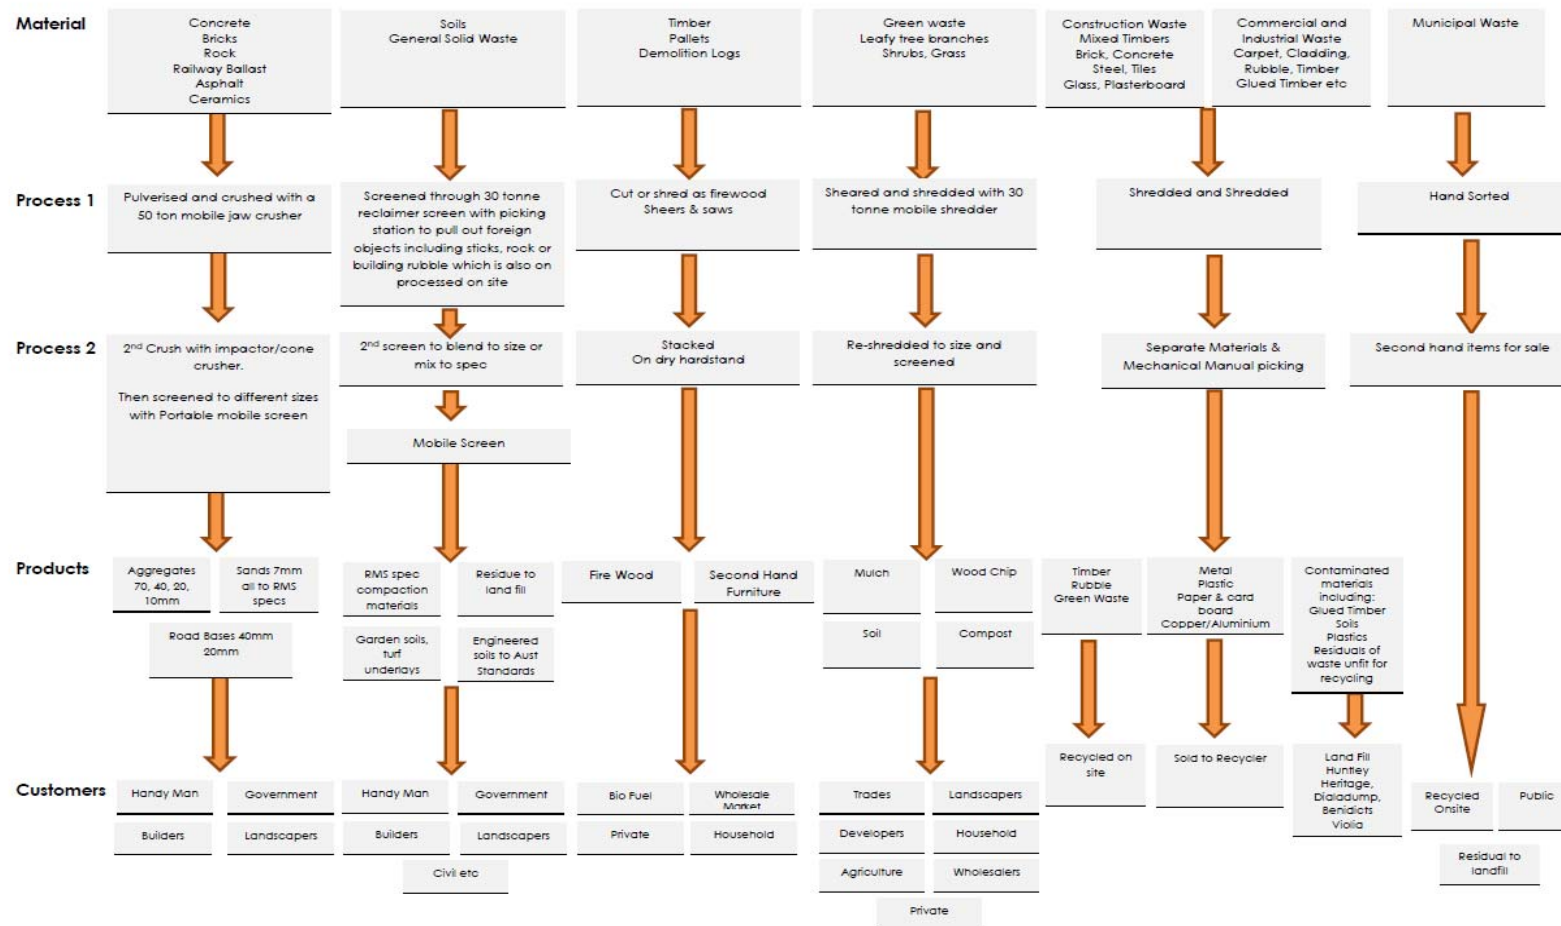 Material
Concrete
Bricks
Rock
Railway Ballast
Asphalt
Ceramics
Soils
General Solid Waste
Timber
Pallets
Demolition Logs
Green waste
Leafy tree branches
Shrubs, Grass
Construction Waste
Mixed Timbers
Brick, Concrete
Steel, Tiles
Glass, Plasterboard
Commercial and
Industrial Waste
Carpet, Cladding,
Rubble, Timber
Glued Timber etc
Municipal Waste
Process 1
Pulverised and crushed with a
50 ton mobile jaw crusher
Screened through 30 tonne
reclaimer screen with picking
station to pull out foreign
objects including sticks, rock or
building rubble which is also on
processed on site
Cut or shred as firewood
Sheers & saws
Sheared and shredded with 30
tonne mobile shredder
Shredded and Shredded
Hand Sorted
Process 2
2nd Crush with impactor/cone
crusher.
Then screened to different sizes
with Portable mobile screen
2nd screen to blend to size or
mix to spec
Mobile Screen
Stacked
On dry hardstand
Re-shredded to size and
screened
Separate Materials &
Mechanical Manual picking
Second hand items for sale
Products
Aggregates
70, 40, 20,
10mm
Sands 7mm
all to RMS
specs
Road Bases 40mm
20mm
RMS spec
compaction
materials
Residue to
land fill
Garden soils,
turf
underlays
Engineered
soils to Aust
Standards
Fire Wood
Second Hand
Furniture
Mulch
Wood Chip
Soil
Compost
Timber
Rubble
Green Waste
Metal
Plastic
Paper & card
board
Copper/Aluminium
Contaminated
materials
including:
Glued Timber
Soils
Plastics
Residuals of
waste unfit for
recycling
Recycled on
site
Sold to Recycler
Land Fill
Huntley
Heritage,
Dialadump,
Benidicts
Violia
Customers
Handy Man
Government
Builders
Landscapers
Handy Man
Government
Builders
Landscapers
Civil etc
Bio Fuel
Wholesale
Market
Private
Household
Trades
Landscapers
Developers
Household
Agriculture
Wholesalers
Private
Recycled
Onsite
Public
Residual to
landfill